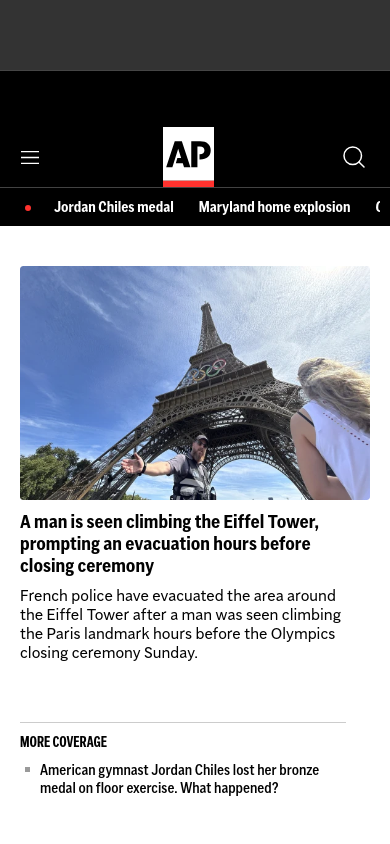 AP
Jordan Chiles medal Maryland home explosion
A man is seen climbing the Eiffel Tower,
prompting an evacuation hours before
closing ceremony
French police have evacuated the area around
the Eiffel Tower after a man was seen climbing
the Paris landmark hours before the Olympics
closing ceremony Sunday.
MORE COVERAGE
American gymnast Jordan Chiles lost her bronze
medal on floor exercise. What happened?